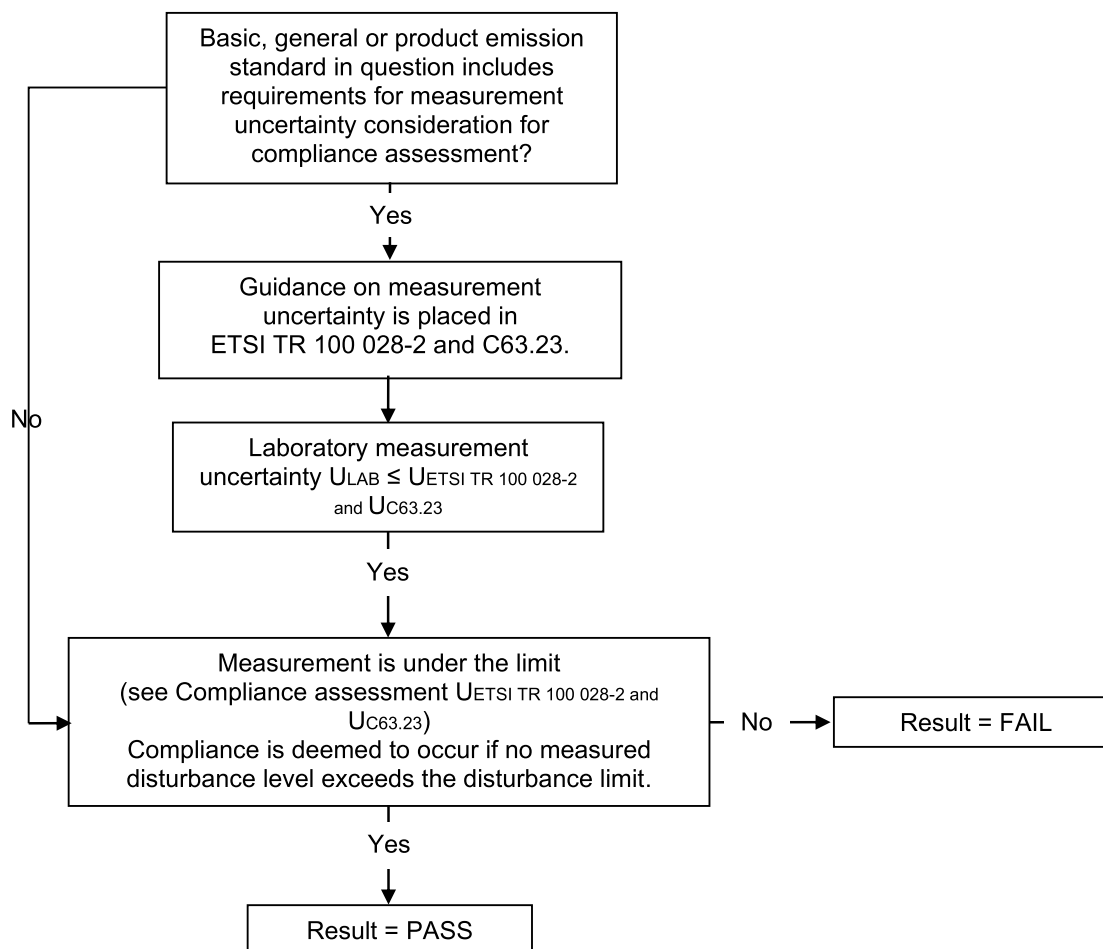 Basic, general or product emission
standard in question includes
requirements for measurement
uncertainty consideration for
compliance assessment?
Yes
Guidance on measurement
uncertainty is placed in
ETSI TR 100 028-2 and C63.23.
No
Laboratory measurement
uncertainty ULAB ≤ UETSI TR 100 028-2
and UC63.23
Yes
Measurement is under the limit
(see Compliance assessment UETSI TR 100 028-2 and
UC63.23)
Compliance is deemed to occur if no measured
disturbance level exceeds the disturbance limit.
No
Result = FAIL
Yes
Result = PASS